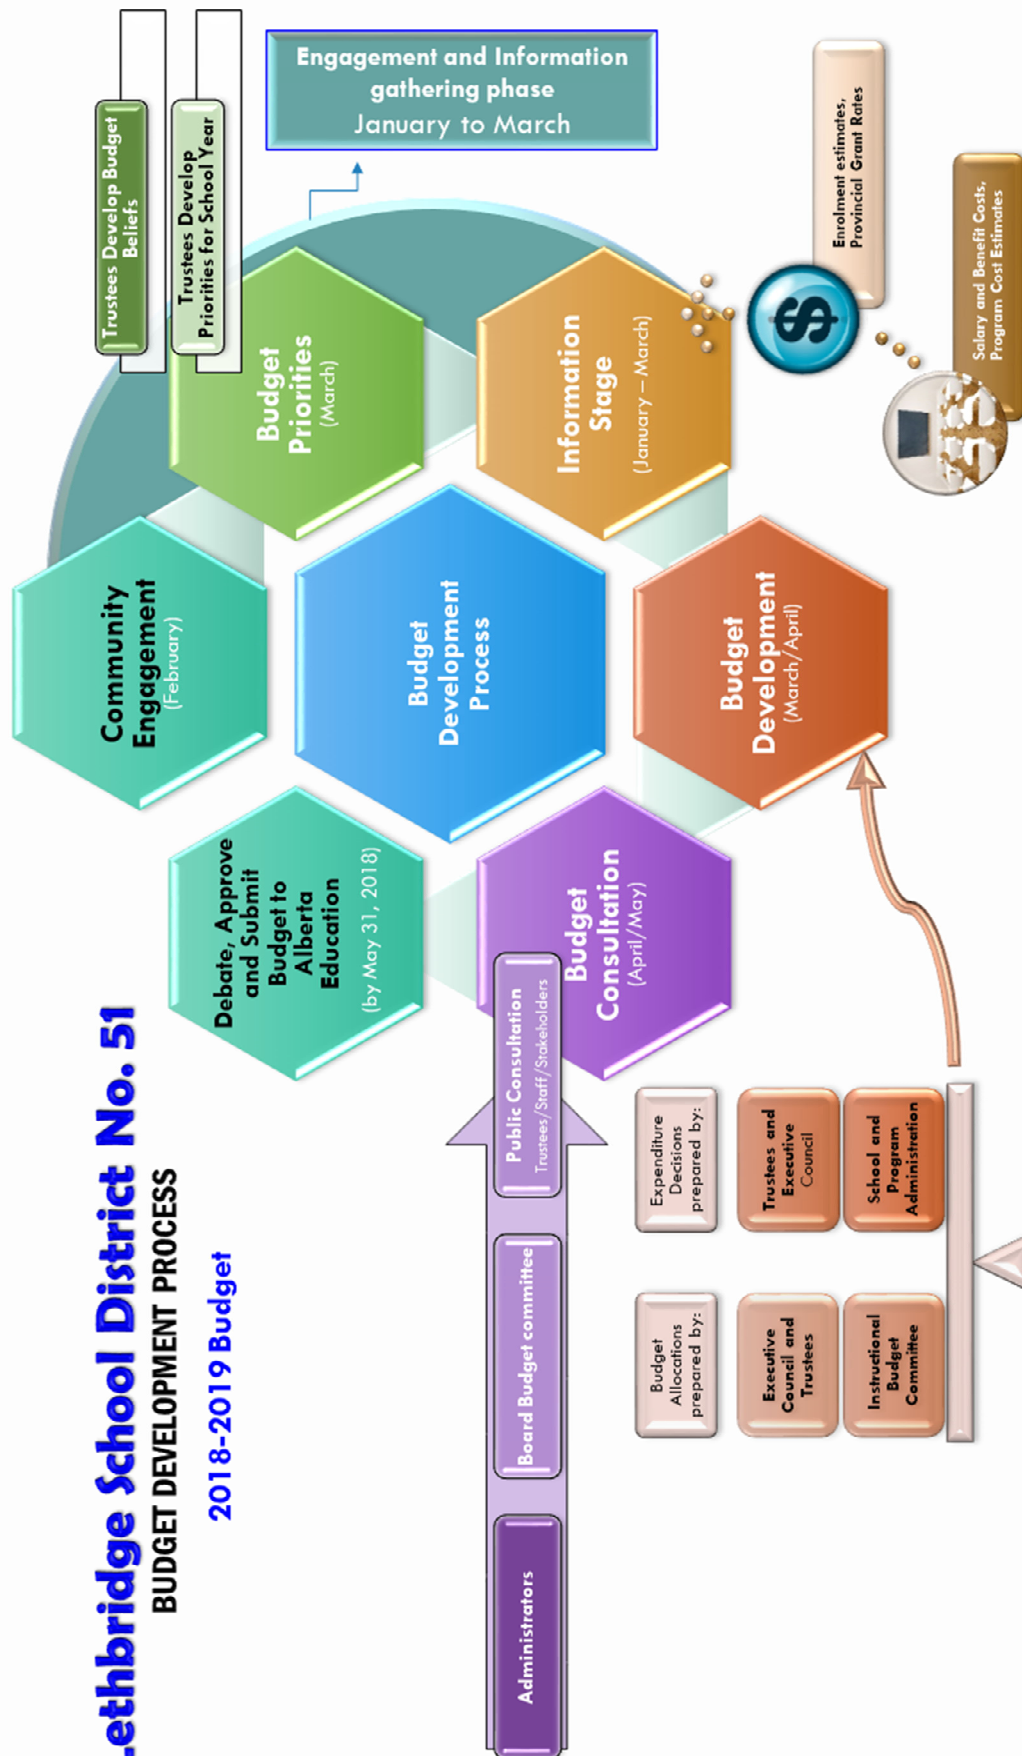 .ethbridge School District No. 51
BUDGET DEVELOPMENT PROCESS
2018-2019 Budget
Debate, Approve
and Submit
Budget to
Alberta
Education
(by May 31, 2018)
Community
Engagement
(February)
Trustees Develop Budget
Beliefs
Trustees Develop
Priorities for School Year
Engagement and Information
gathering phase
January to March
Budget
Priorities
(March)
Budget
Development
Process
Information
Stage
(January – March)
Enrolment estimates,
Provincial Grant Rates
$
Salary and Benefit Costs,
Program Cost Estimates
Budget
Development
(March/April)
Budget
Consultation
(April/May)
Administrators
Board Budget committee
Public Consultation
Trustees/Staff/Stakeholders
Budget
Allocations
prepared by:
Executive
Council and
Trustees
Instructional
Budget
Committee
Expenditure
Decisions
prepared by:
Trustees and
Executive
Council
School and
Program
Administration